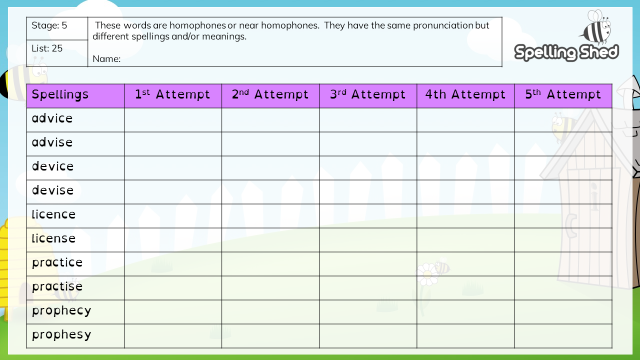 Stage: 5
These words are homophones or near homophones. They have the same pronunciation but
different spellings and/or meanings.
List: 25
Name:
Spelling Shed
Spellings 1st Attempt 2nd Attempt 3rd Attempt 4th Attempt 5th Attempt
advice
advise
device
devise
licence
license
practice
practise
prophecy
prophesy